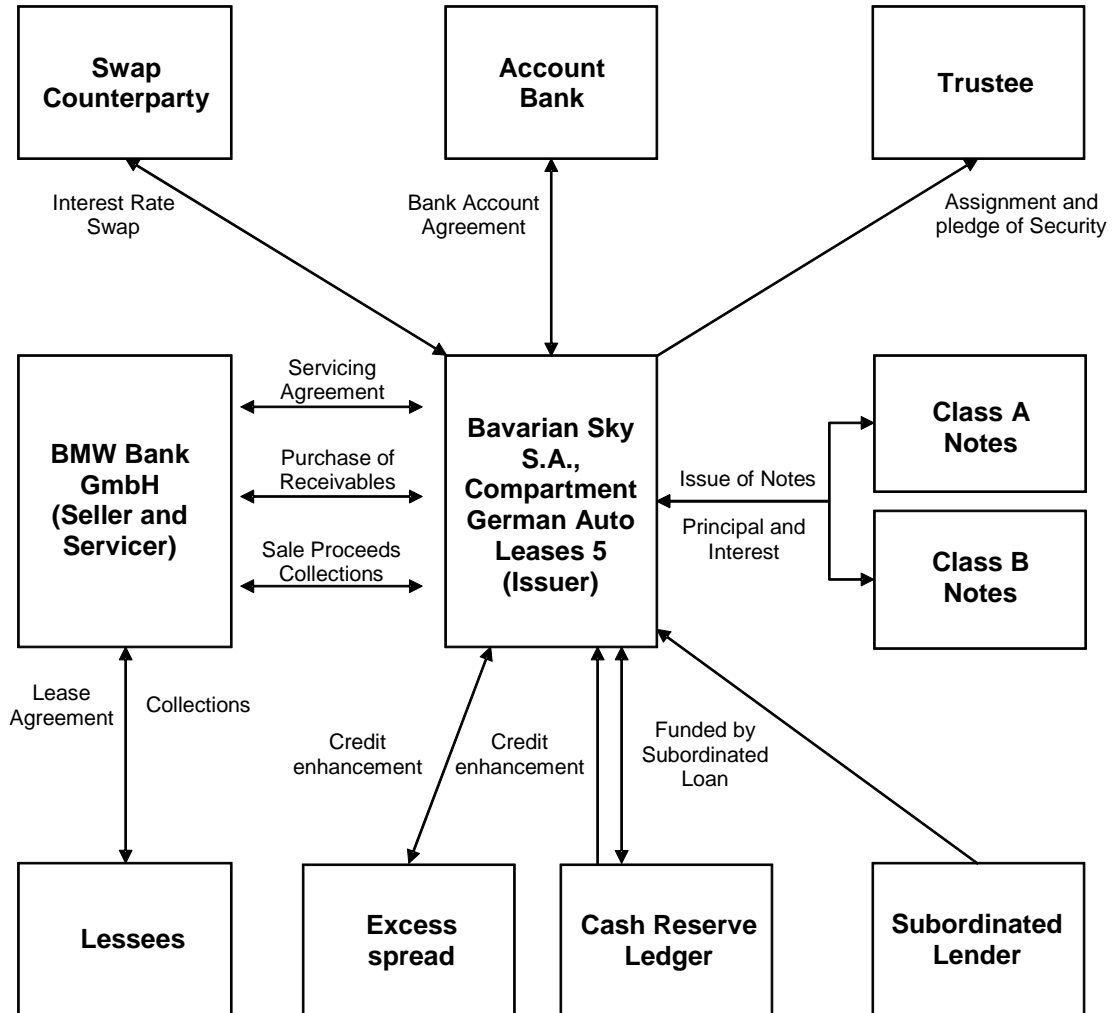 Swap
Counterparty
Account
Bank
Trustee
Interest Rate
Swap
Bank Account
Agreement
Assignment and
pledge of Security
BMW Bank
GmbH
(Seller and
Servicer)
Servicing
Agreement
Purchase of
Receivables
Sale Proceeds
Collections
Bavarian Sky
S.A.,
Compartment
German Auto
Leases 5
(Issuer)
Issue of Notes
Principal and
Interest
Class A
Notes
Class B
Notes
Lease
Agreement
Collections
Credit
enhancement
Credit
enhancement
Funded by
Subordinated
Loan
Lessees
Excess
spread
Cash Reserve
Ledger
Subordinated
Lender